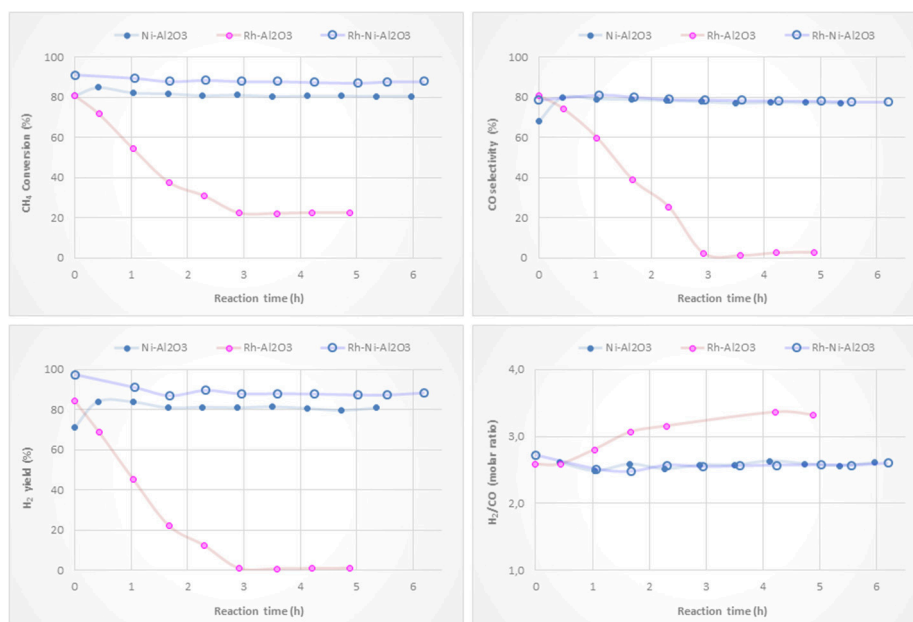 Ni-Al2O3 Rh-Al2O3 Rh-Ni-Al2O3
100
80
60
40
20
0
CH₄ Conversion (%)
0 1 2 3 4 5 6
Reaction time (h)
Ni-Al2O3 Rh-Al2O3 Rh-Ni-Al2O3
100
80
60
40
20
0
CO selectivity (%)
0 1 2 3 4 5 6
Reaction time (h)
Ni-Al2O3 Rh-Al2O3 Rh-Ni-Al2O3
100
80
60
40
20
0
H₂ yield (%)
0 1 2 3 4 5 6
Reaction time (h)
Ni-Al2O3 Rh-Al2O3 Rh-Ni-Al2O3
4,0
3,0
2,0
1,0
H₂/CO (molar ratio)
0 1 2 3 4 5 6
Reaction time (h)